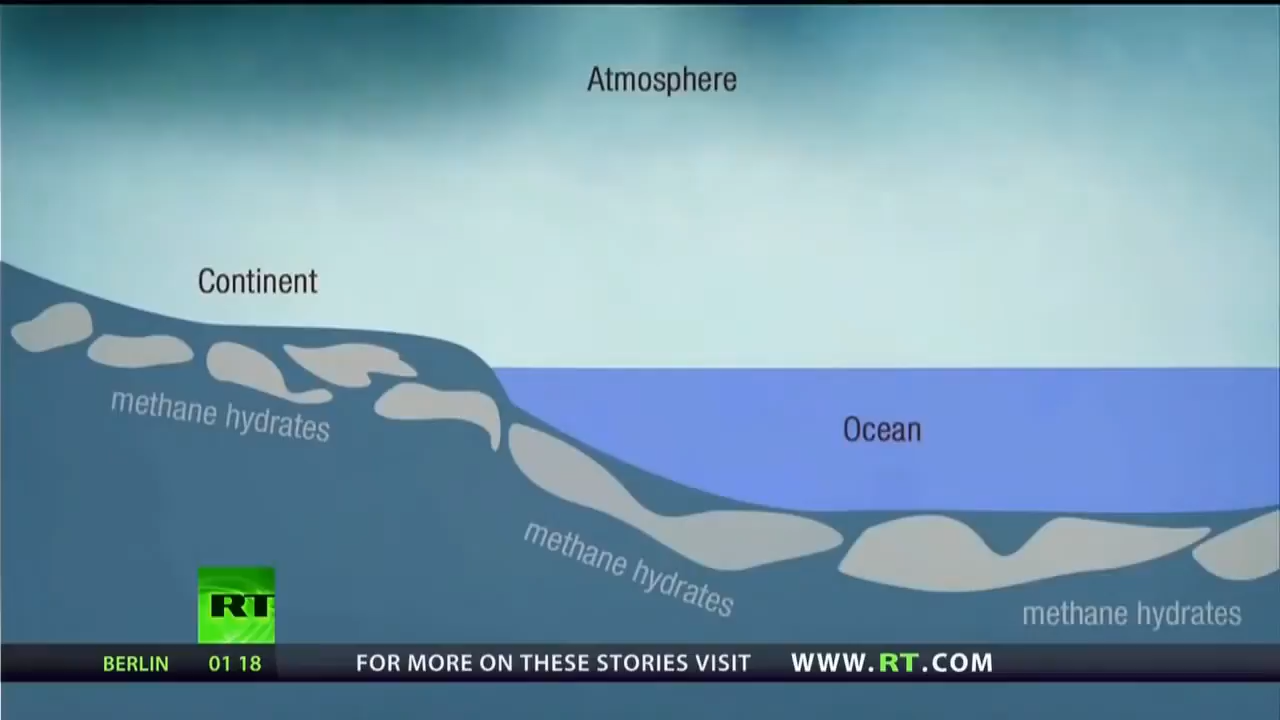 Atmosphere
Continent
methane hydrates
Ocean
methane hydrates
methane hydrates
RT
BERLIN 01 18 FOR MORE ON THESE STORIES VISIT WWW.RT.COM